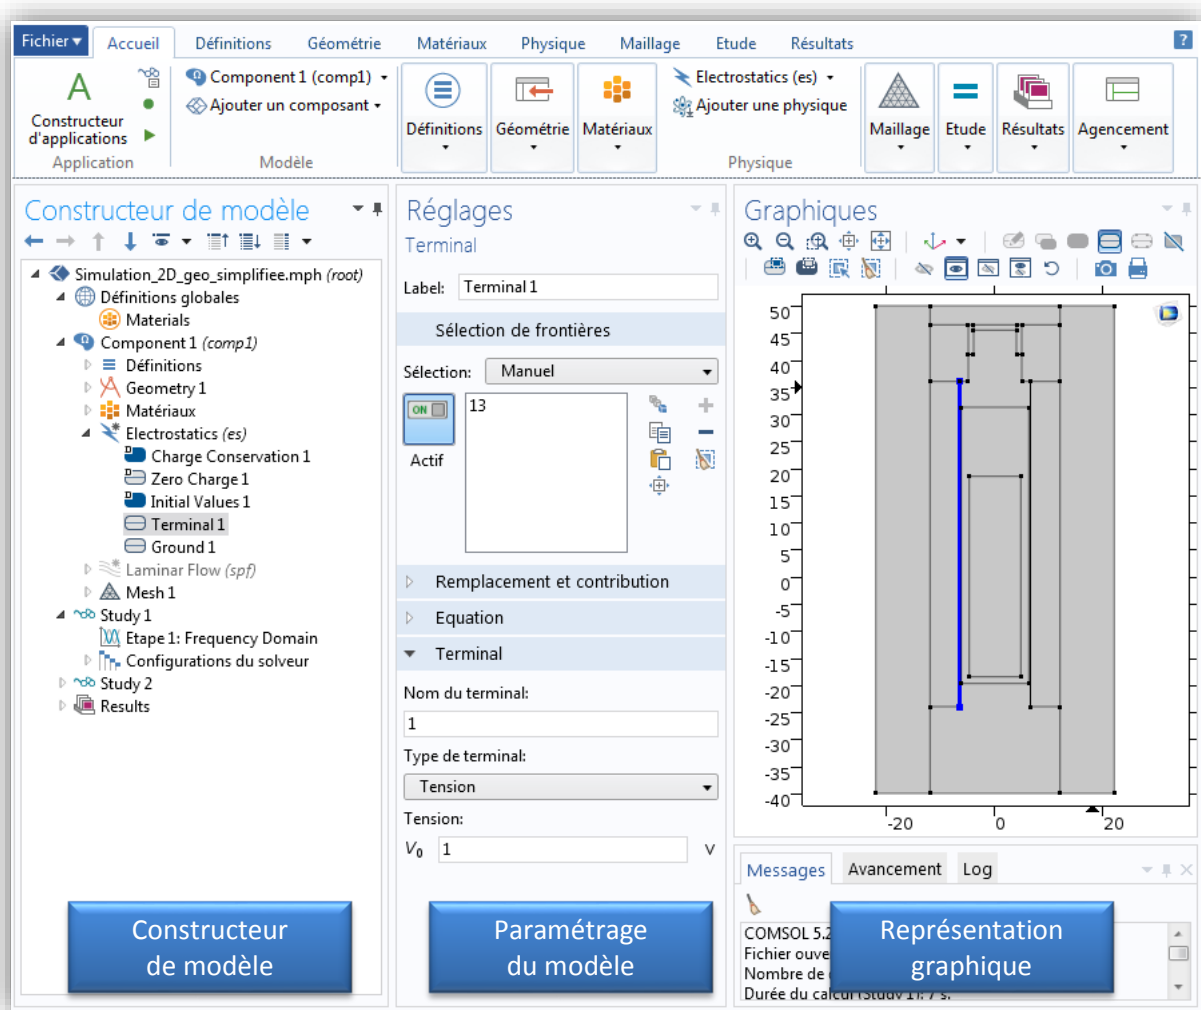 Fichier Accueil Définitions Géométrie Matériaux Physique Maillage Etude Résultats ?
A Component 1 (comp1) Electrostatics (es)
Ajouter un composant Ajouter une physique
Constructeur
d'applications
Définitions Géométrie Matériaux Maillage Etude Résultats Agencement
Application Modèle Physique
Constructeur de modèle
Simulation_2D_geo_simplifiee.mph (root)
Définitions globales
Materials
Component 1 (comp1)
Définitions
Geometry 1
Matériaux
Electrostatics (es)
Charge Conservation 1
Zero Charge 1
Initial Values 1
Terminal 1
Ground 1
Laminar Flow (spf)
Mesh 1
Study 1
Etape 1: Frequency Domain
Configurations du solveur
Study 2
Results
Constructeur
de modèle
Réglages
Terminal
Label: Terminal 1
Sélection de frontières
Sélection: Manuel
ON 13
Actif
Remplacement et contribution
Equation
Terminal
Nom du terminal:
1
Type de terminal:
Tension
Tension:
V0 1 V
Paramétrage
du modèle
Graphiques
50
45
40
35
30
25
20
15
10
5
0
-5
-10
-15
-20
-25
-30
-35
-40
-20 0 20
Messages Avancement Log
COMSOL 5.2
Fichier ouve
Nombre de
Durée du calcul (Study 1): 7 s.
Représentation
graphique